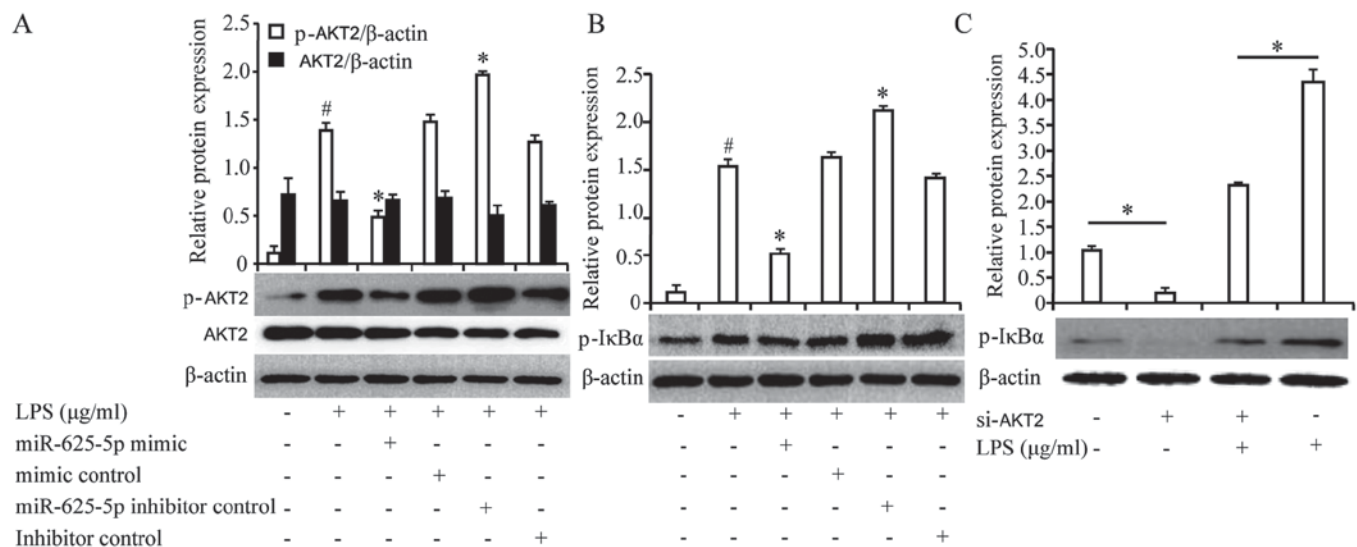 A
B
C
2.5
2.0
1.5
1.0
0.5
0
Relative protein expression
p-AKT2/β-actin
AKT2/β-actin
#
*
*
p-AKT2
AKT2
β-actin
2.5
2.0
1.5
1.0
0.5
0
Relative protein expression
#
*
*
p-IκBα
β-actin
5.0
4.5
4.0
3.5
3.0
2.5
2.0
1.5
1.0
0.5
0
Relative protein expression
*
*
p-IκBα
β-actin
LPS (μg/ml) - + + + + +
miR-625-5p mimic - - + - - -
mimic control - - - + - -
miR-625-5p inhibitor control - - - - + -
Inhibitor control - - - - - +
- + + + + +
- - + - - -
- - - + - -
- - - - + -
- - - - - +
si-AKT2 - + + -
LPS (μg/ml) - - + +